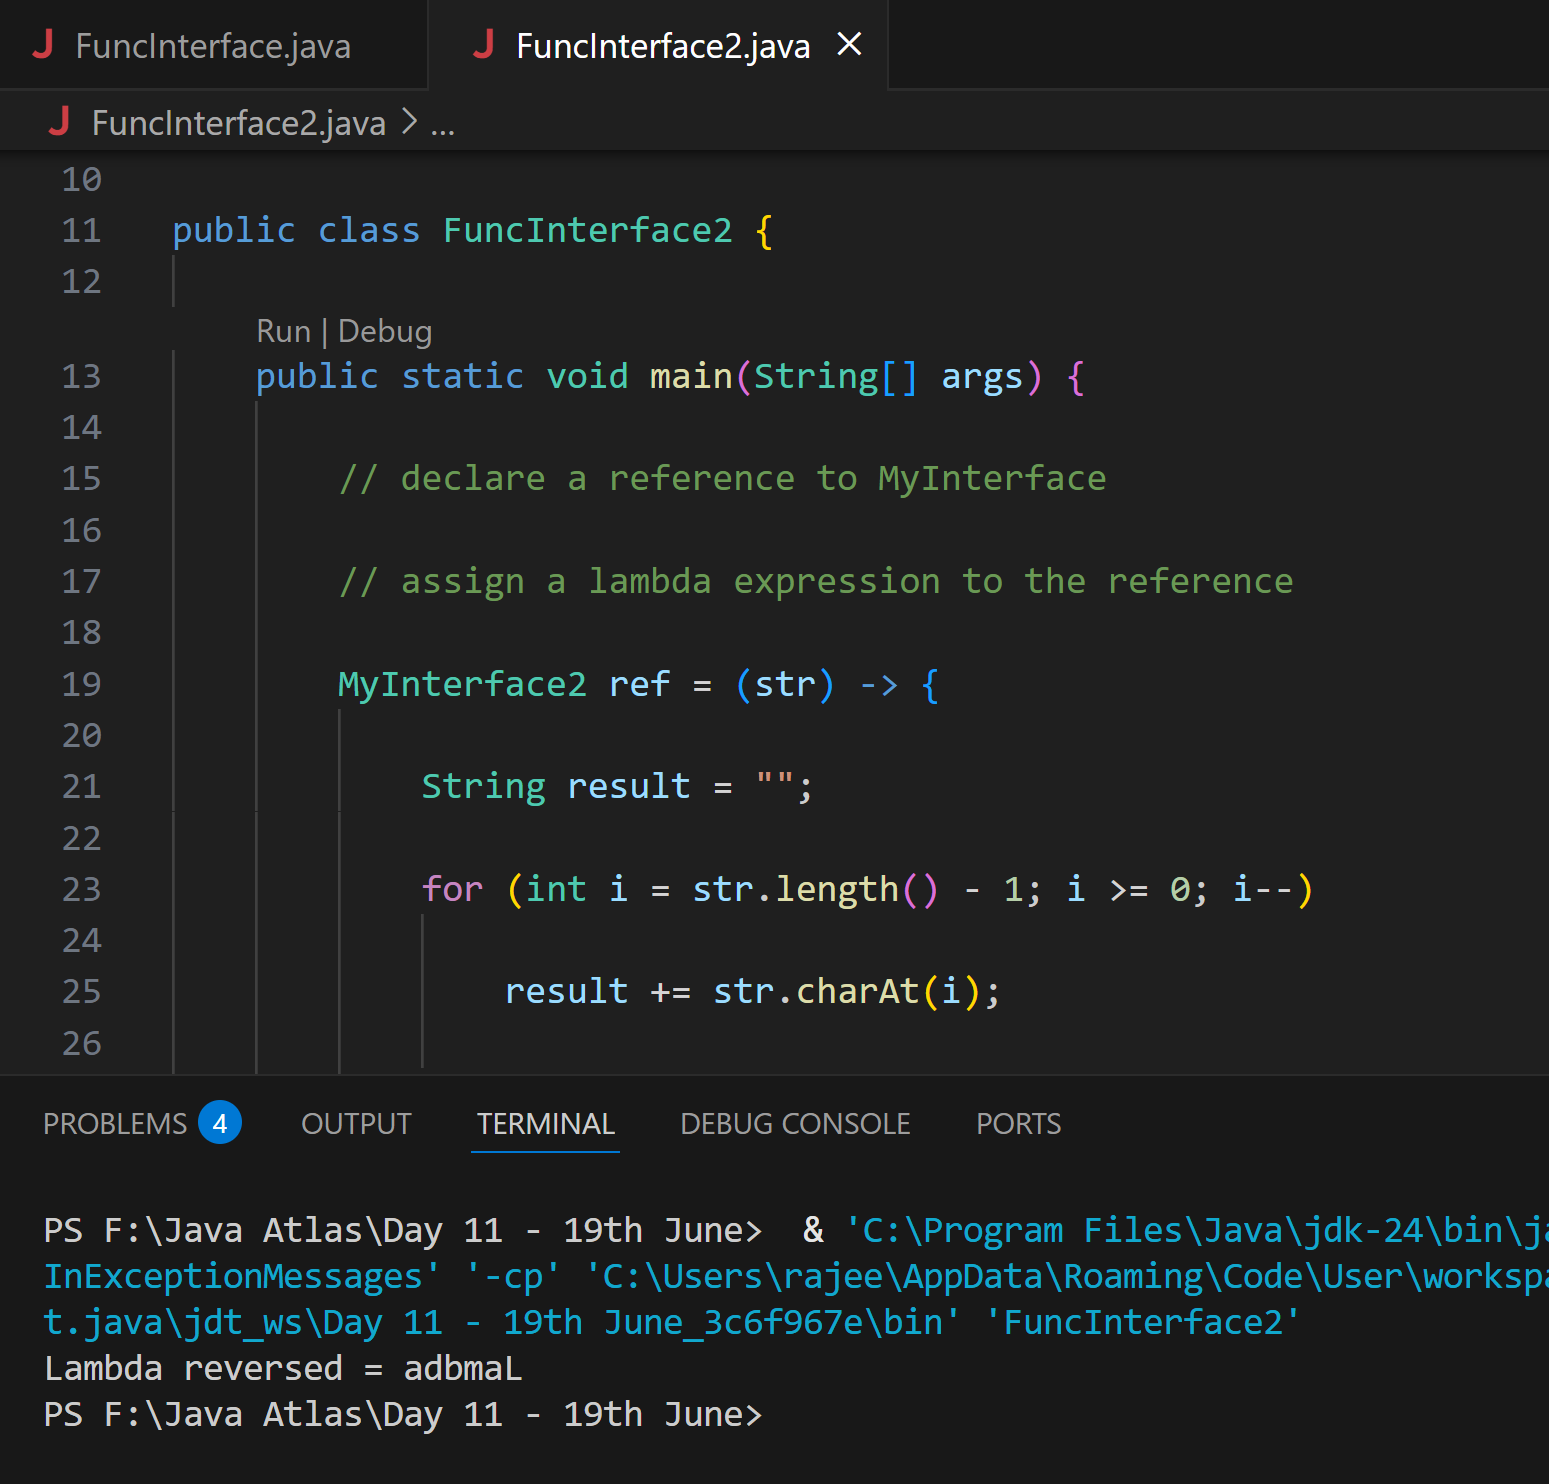 FuncInterface.java FuncInterface2.java
FuncInterface2.java > ...
10
11 public class FuncInterface2 {
12
Run | Debug
13 public static void main(String[] args) {
14
15 // declare a reference to MyInterface
16
17 // assign a lambda expression to the reference
18
19 MyInterface2 ref = (str) -> {
20
21 String result = "";
22
23 for (int i = str.length() - 1; i >= 0; i--)
24
25 result += str.charAt(i);
26
PROBLEMS 4 OUTPUT TERMINAL DEBUG CONSOLE PORTS
PS F:\Java Atlas\Day 11 - 19th June> & 'C:\Program Files\Java\jdk-24\bin\ja
InExceptionMessages' '-cp' 'C:\Users\rajee\AppData\Roaming\Code\User\workspa
t.java\jdt_ws\Day 11 - 19th June_3c6f967e\bin' 'FuncInterface2'
Lambda reversed = adbmaL
PS F:\Java Atlas\Day 11 - 19th June>